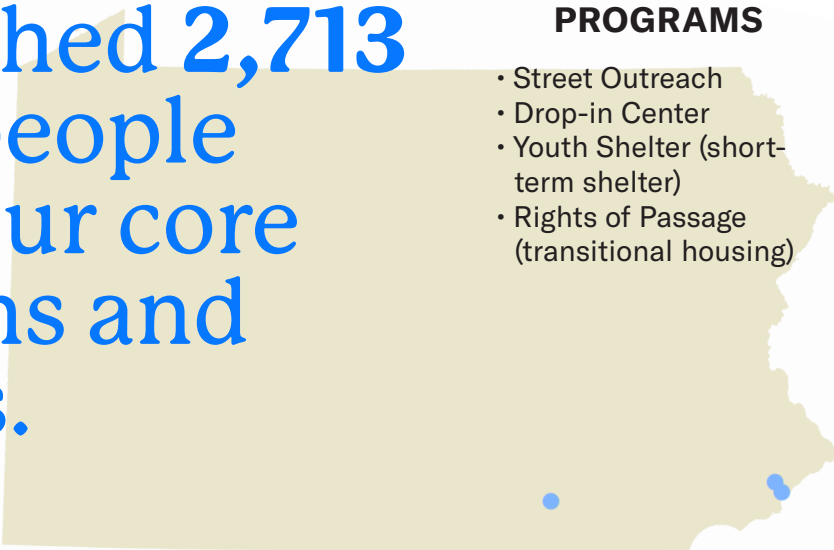 hed 2,713
eople
ur core
ns and
s.
PROGRAMS
• Street Outreach
• Drop-in Center
• Youth Shelter (short-
term shelter)
• Rights of Passage
(transitional housing)